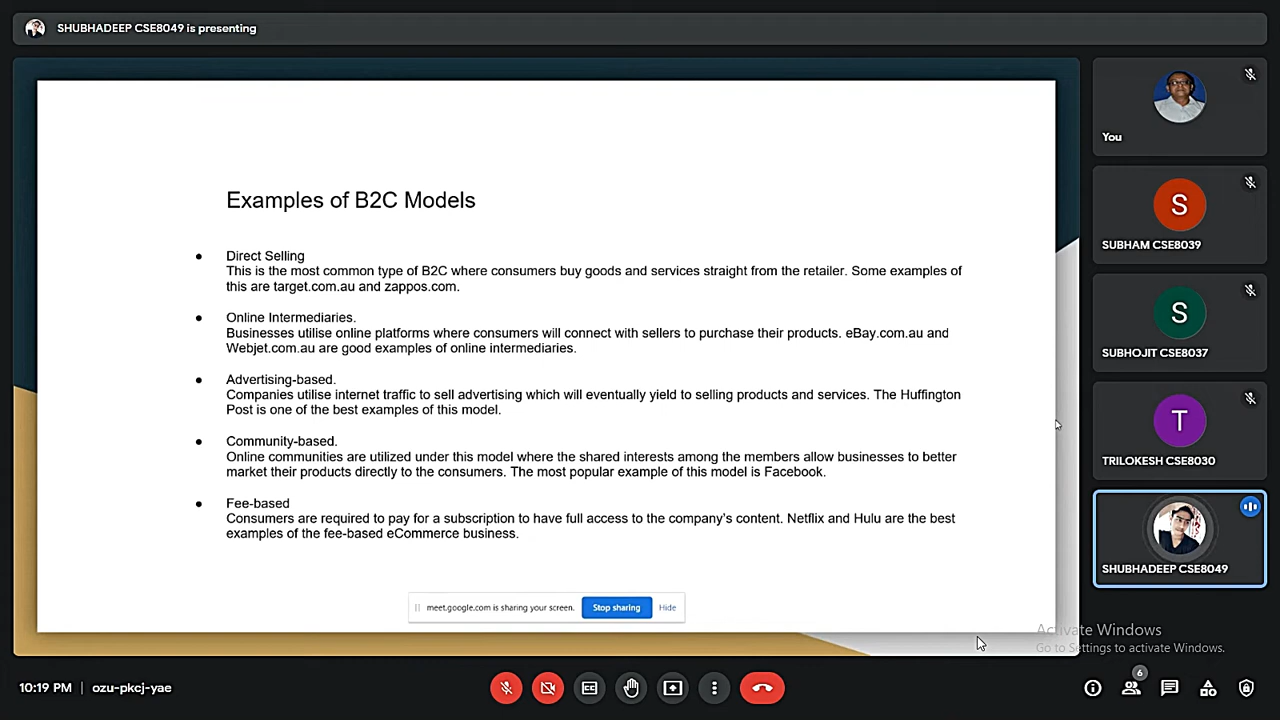 SHUBHADEEP CSE8049 is presenting
Examples of B2C Models
● Direct Selling
This is the most common type of B2C where consumers buy goods and services straight from the retailer. Some examples of
this are target.com.au and zappos.com.
● Online Intermediaries.
Businesses utilise online platforms where consumers will connect with sellers to purchase their products. eBay.com.au and
Webjet.com.au are good examples of online intermediaries.
● Advertising-based.
Companies utilise internet traffic to sell advertising which will eventually yield to selling products and services. The Huffington
Post is one of the best examples of this model.
● Community-based.
Online communities are utilized under this model where the shared interests among the members allow businesses to better
market their products directly to the consumers. The most popular example of this model is Facebook.
● Fee-based
Consumers are required to pay for a subscription to have full access to the company's content. Netflix and Hulu are the best
examples of the fee-based eCommerce business.
meet.google.com is sharing your screen. Stop sharing Hide
You
S
SUBHAM CSE8039
S
SUBHOJIT CSE8037
T
TRILOKESH CSE8030
SHUBHADEEP CSE8049
Activate Windows
Go to Settings to activate Windows.
10:19 PM | ozu-pkcj-yae
CC
6